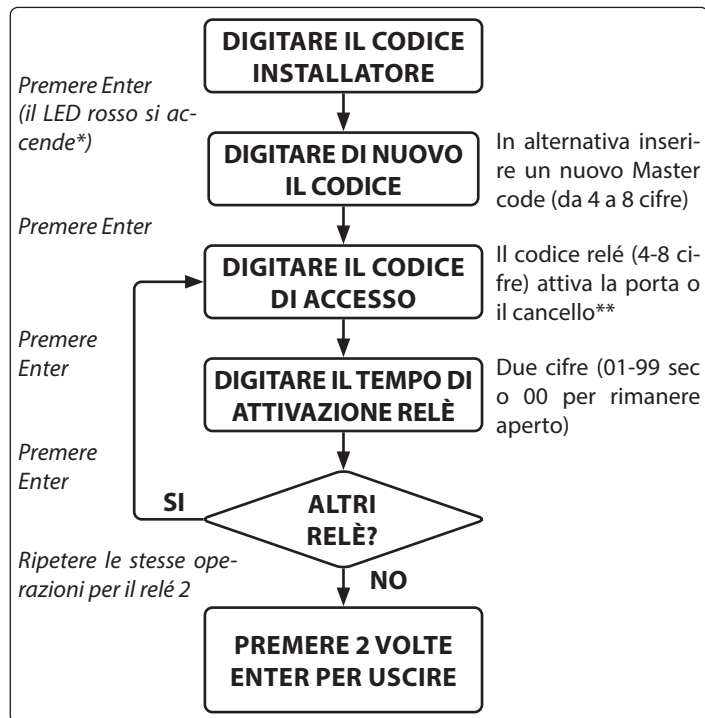 DIGITARE IL CODICE
INSTALLATORE
Premere Enter
(il LED rosso si ac-
cende*)
DIGITARE DI NUOVO
IL CODICE
In alternativa inseri-
re un nuovo Master
code (da 4 a 8 cifre)
Premere Enter
DIGITARE IL CODICE
DI ACCESSO
Il codice relé (4-8 ci-
fre) attiva la porta o
il cancello**
Premere
Enter
DIGITARE IL TEMPO DI
ATTIVAZIONE RELÈ
Due cifre (01-99 sec
o 00 per rimanere
aperto)
Premere
Enter
SI
ALTRI
RELÈ?
Ripetere le stesse ope-
razioni per il relé 2
NO
PREMERE 2 VOLTE
ENTER PER USCIRE